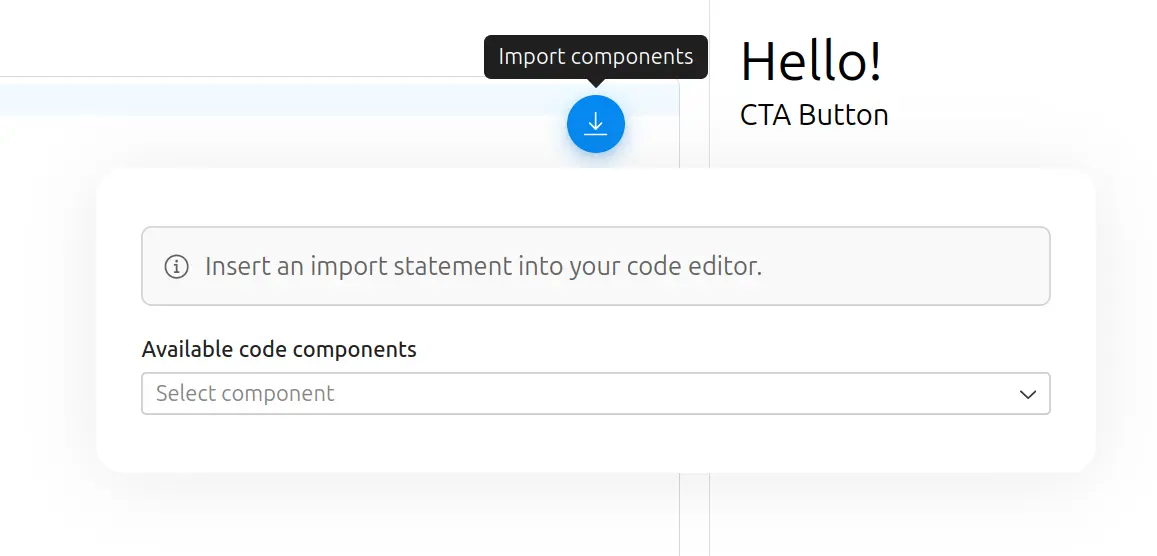 Import components
Hello!
CTA Button
Insert an import statement into your code editor.
Available code components
Select component